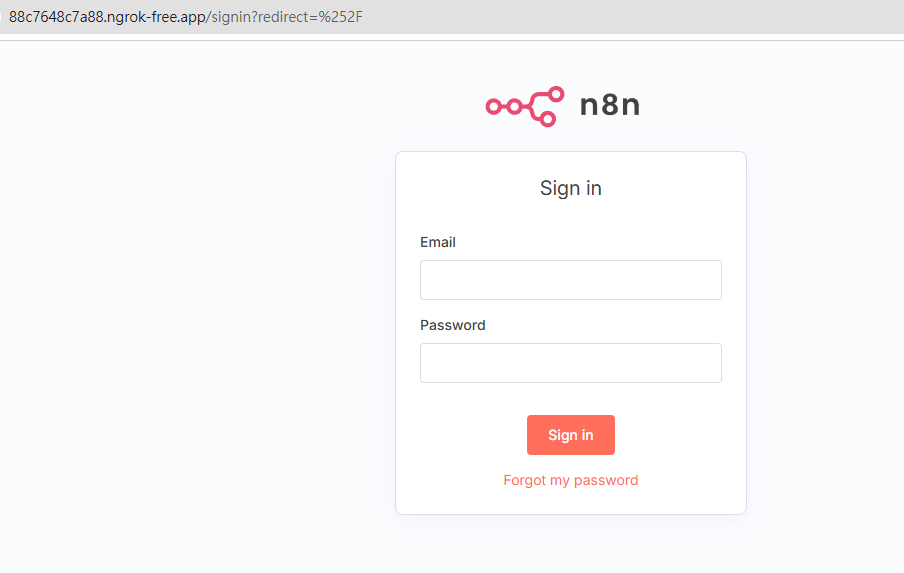 88c7648c7a88.ngrok-free.app/signin?redirect=%252F
n8n
Sign in
Email
Password
Sign in
Forgot my password